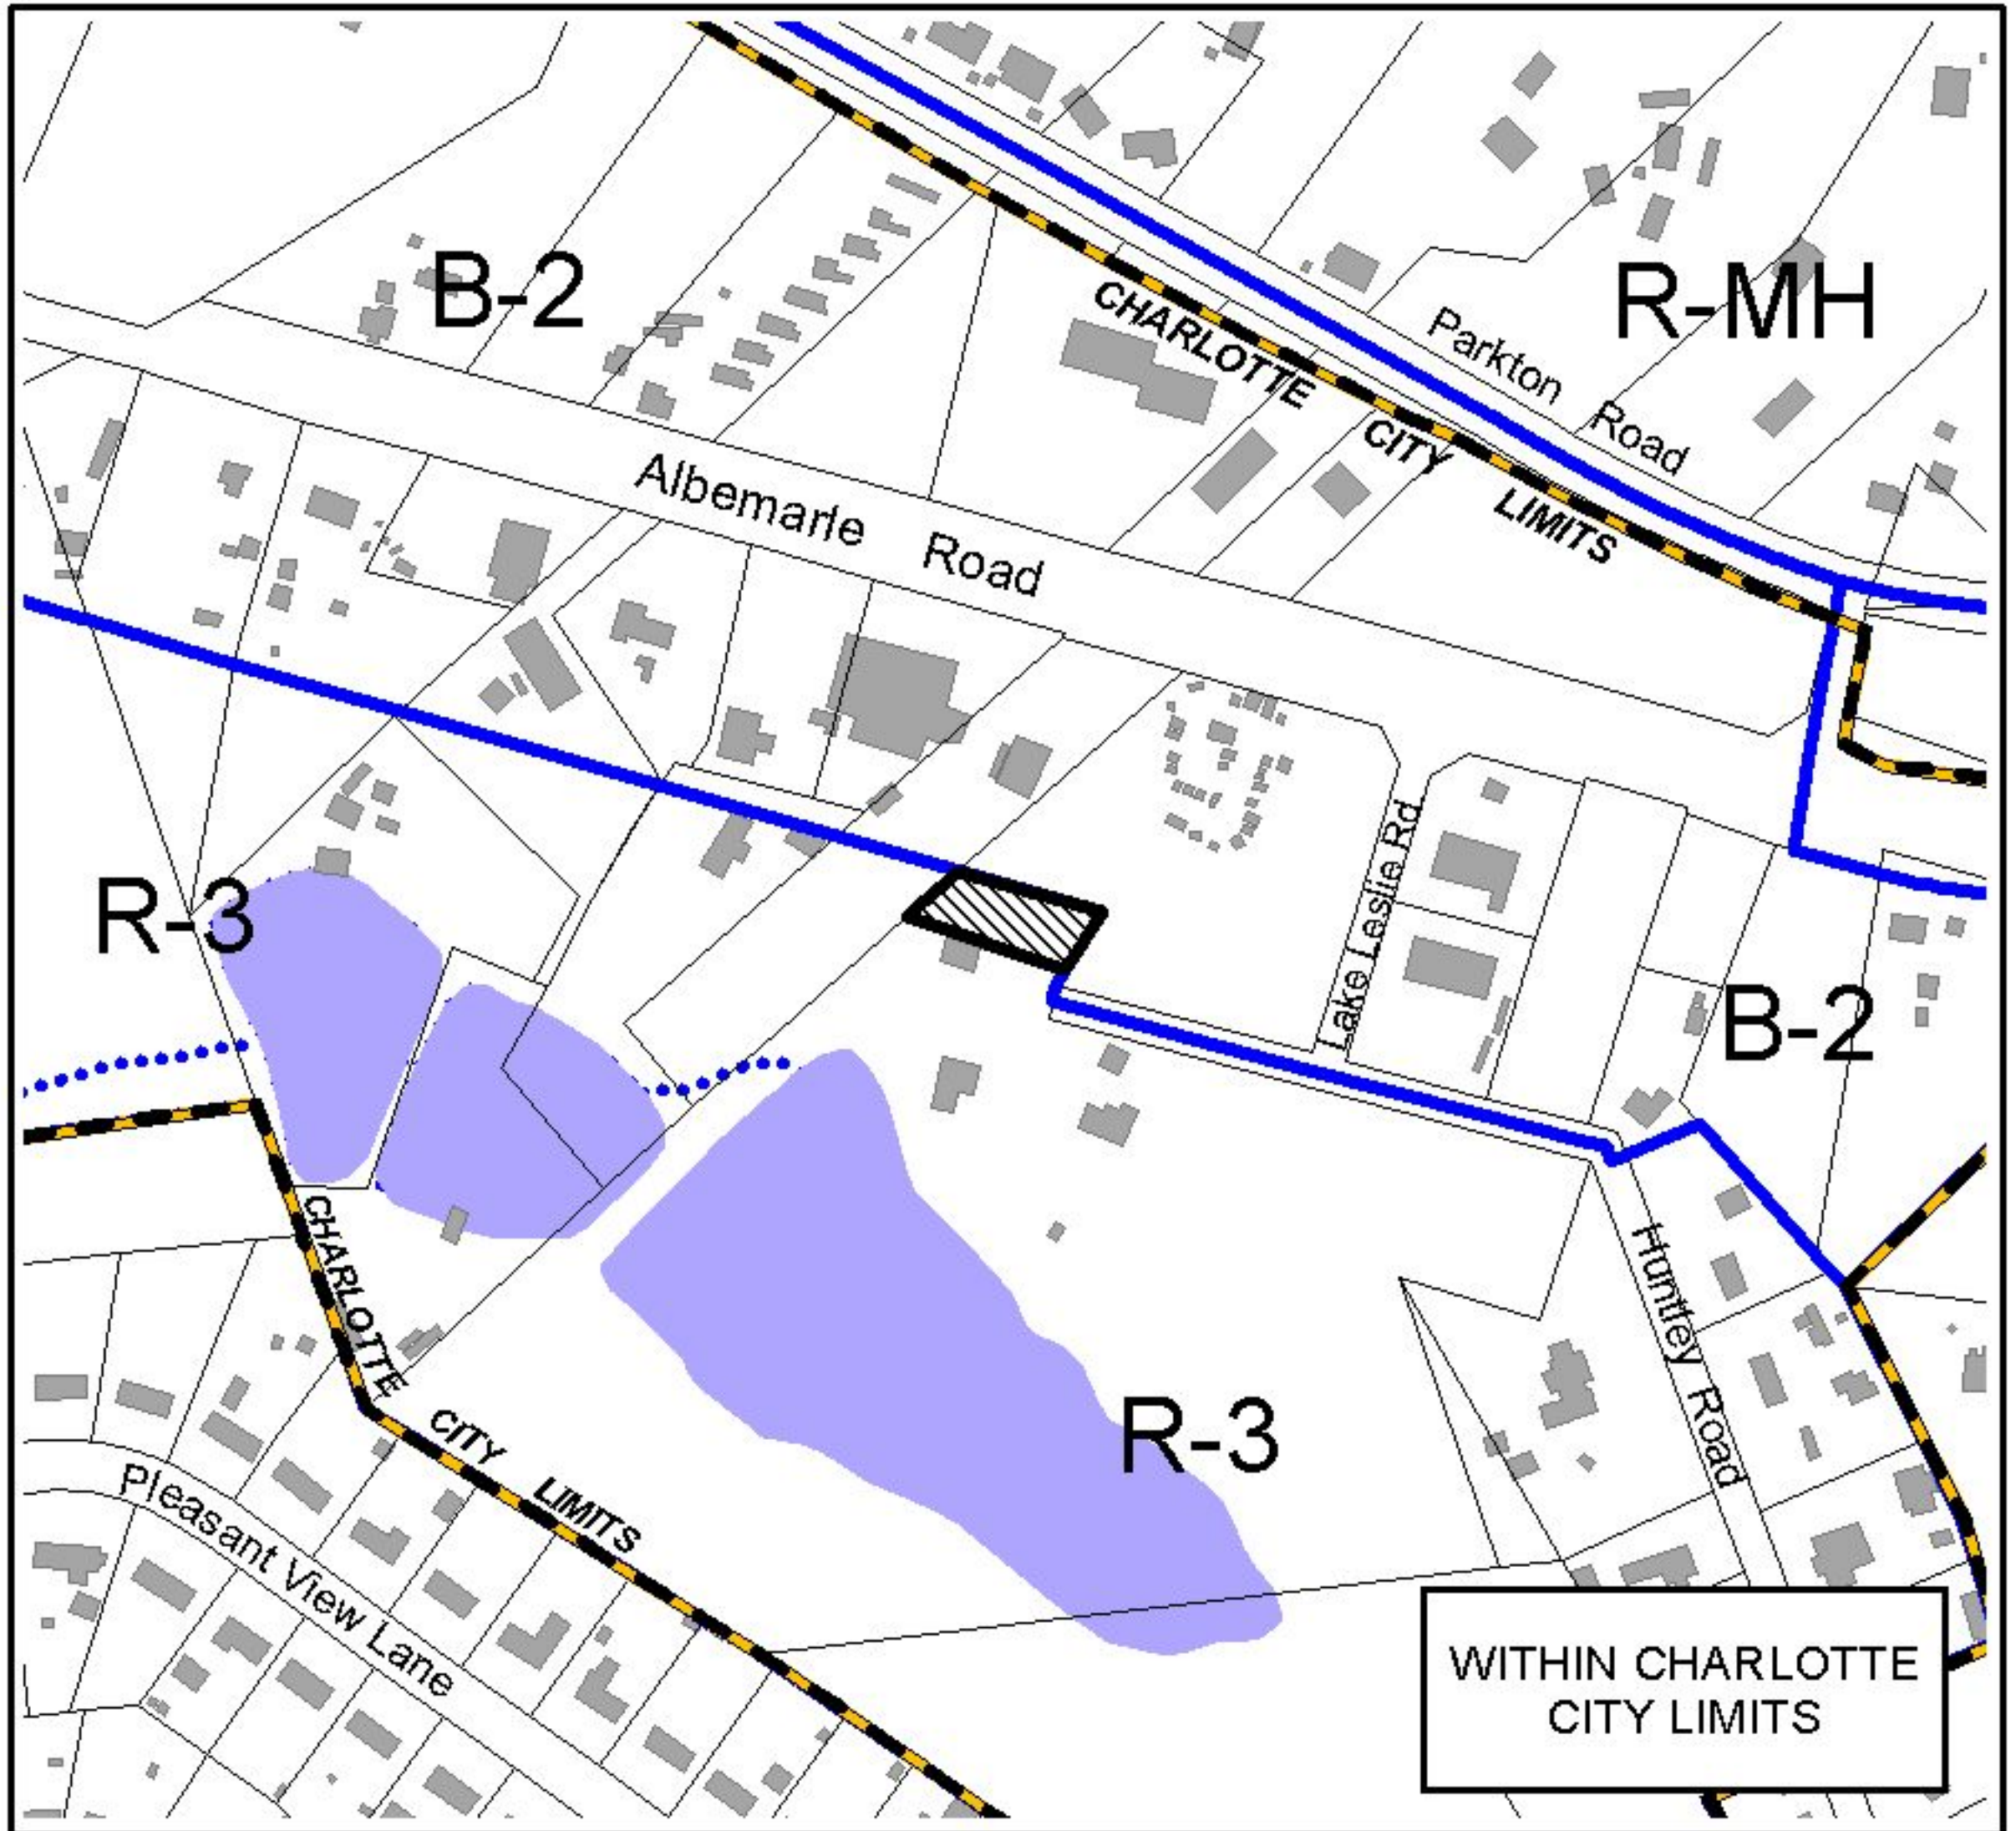 B-2
R-MH
CHARLOTTE
CITY
LIMITS
Parkton
Road
Albemarle
Road
Lake Leslie Rd
R-3
B-2
CHARLOTTE
CITY
LIMITS
Huntley Road
R-3
Pleasant View Lane
WITHIN CHARLOTTE
CITY LIMITS